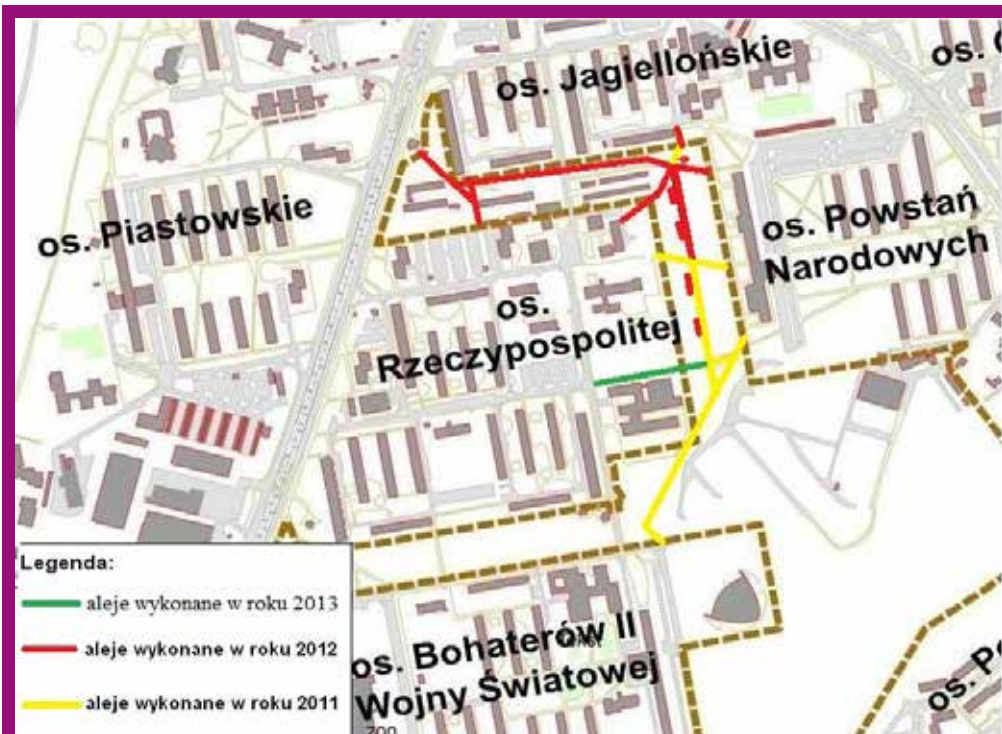 os. Jagiellońskie
os.
os. Piastowskie
os. Powstań
Narodowych
os.
Rzeczypospolitej
Legenda:
aleje wykonane w roku 2013
aleje wykonane w roku 2012
aleje wykonane w roku 2011
os. Bohaterów II
Wojny Światowej
os.